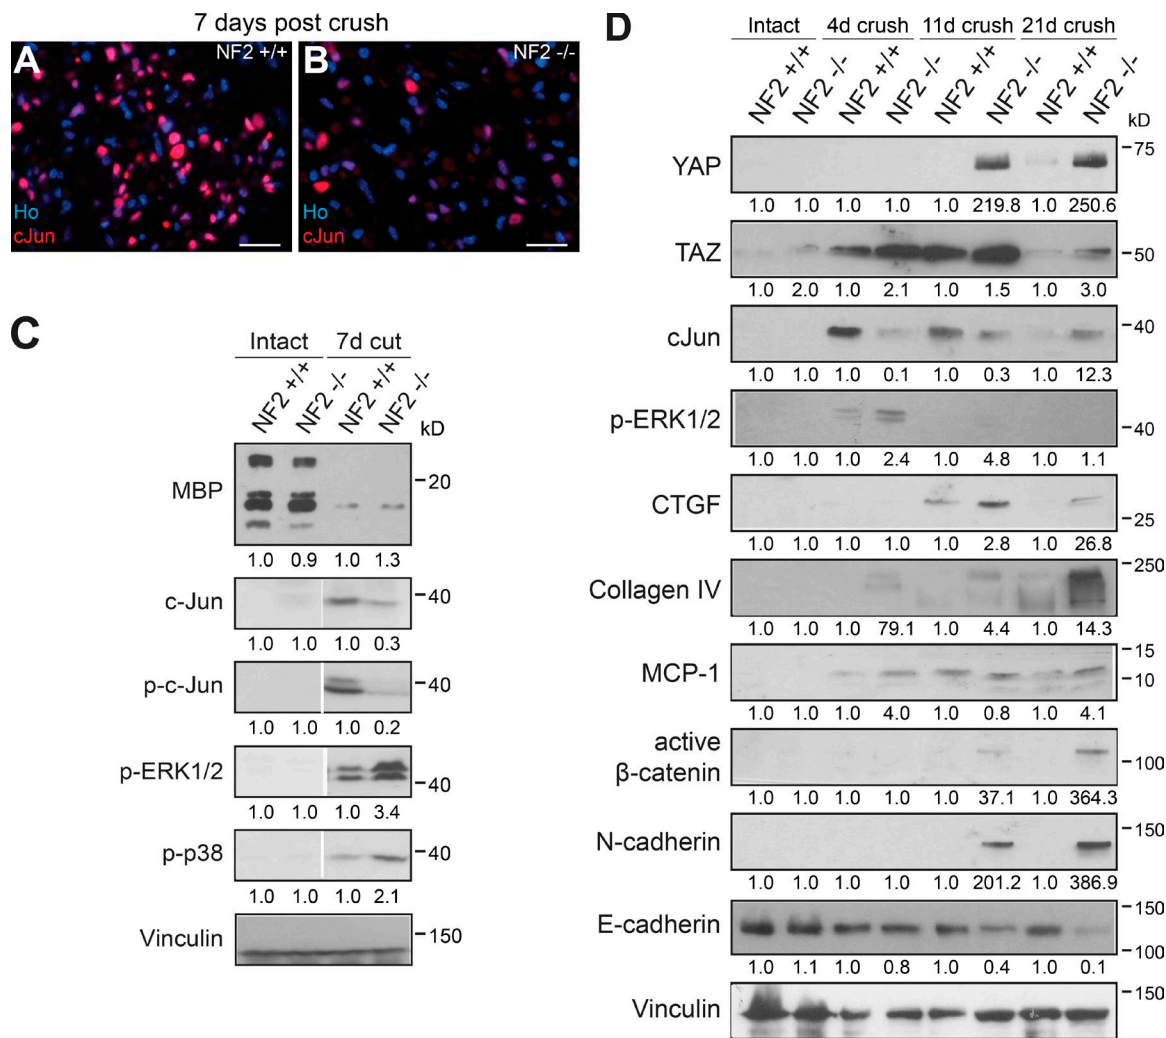 7 days post crush
A
NF2 +/+
Ho
cJun
B
NF2 -/-
Ho
cJun
C
Intact
7d cut
NF2 +/+
NF2 -/-
NF2 +/+
NF2 -/-
kD
MBP
20
1.0 0.9 1.0 1.3
c-Jun
40
1.0 1.0 1.0 0.3
p-c-Jun
40
1.0 1.0 1.0 0.2
p-ERK1/2
40
1.0 1.0 1.0 3.4
p-p38
40
1.0 1.0 1.0 2.1
Vinculin
150
D
Intact
4d crush
11d crush
21d crush
NF2 +/+
NF2 -/-
NF2 +/+
NF2 -/-
NF2 +/+
NF2 -/-
NF2 +/+
NF2 -/-
kD
YAP
75
1.0 1.0 1.0 1.0 1.0 219.8 1.0 250.6
TAZ
50
1.0 2.0 1.0 2.1 1.0 1.5 1.0 3.0
cJun
40
1.0 1.0 1.0 0.1 1.0 0.3 1.0 12.3
p-ERK1/2
40
1.0 1.0 1.0 2.4 1.0 4.8 1.0 1.1
CTGF
25
1.0 1.0 1.0 1.0 1.0 2.8 1.0 26.8
Collagen IV
250
1.0 1.0 1.0 79.1 1.0 4.4 1.0 14.3
MCP-1
15
10
1.0 1.0 1.0 4.0 1.0 0.8 1.0 4.1
active
β-catenin
100
1.0 1.0 1.0 1.0 1.0 37.1 1.0 364.3
N-cadherin
150
1.0 1.0 1.0 1.0 1.0 201.2 1.0 386.9
E-cadherin
150
100
1.0 1.1 1.0 0.8 1.0 0.4 1.0 0.1
Vinculin
150